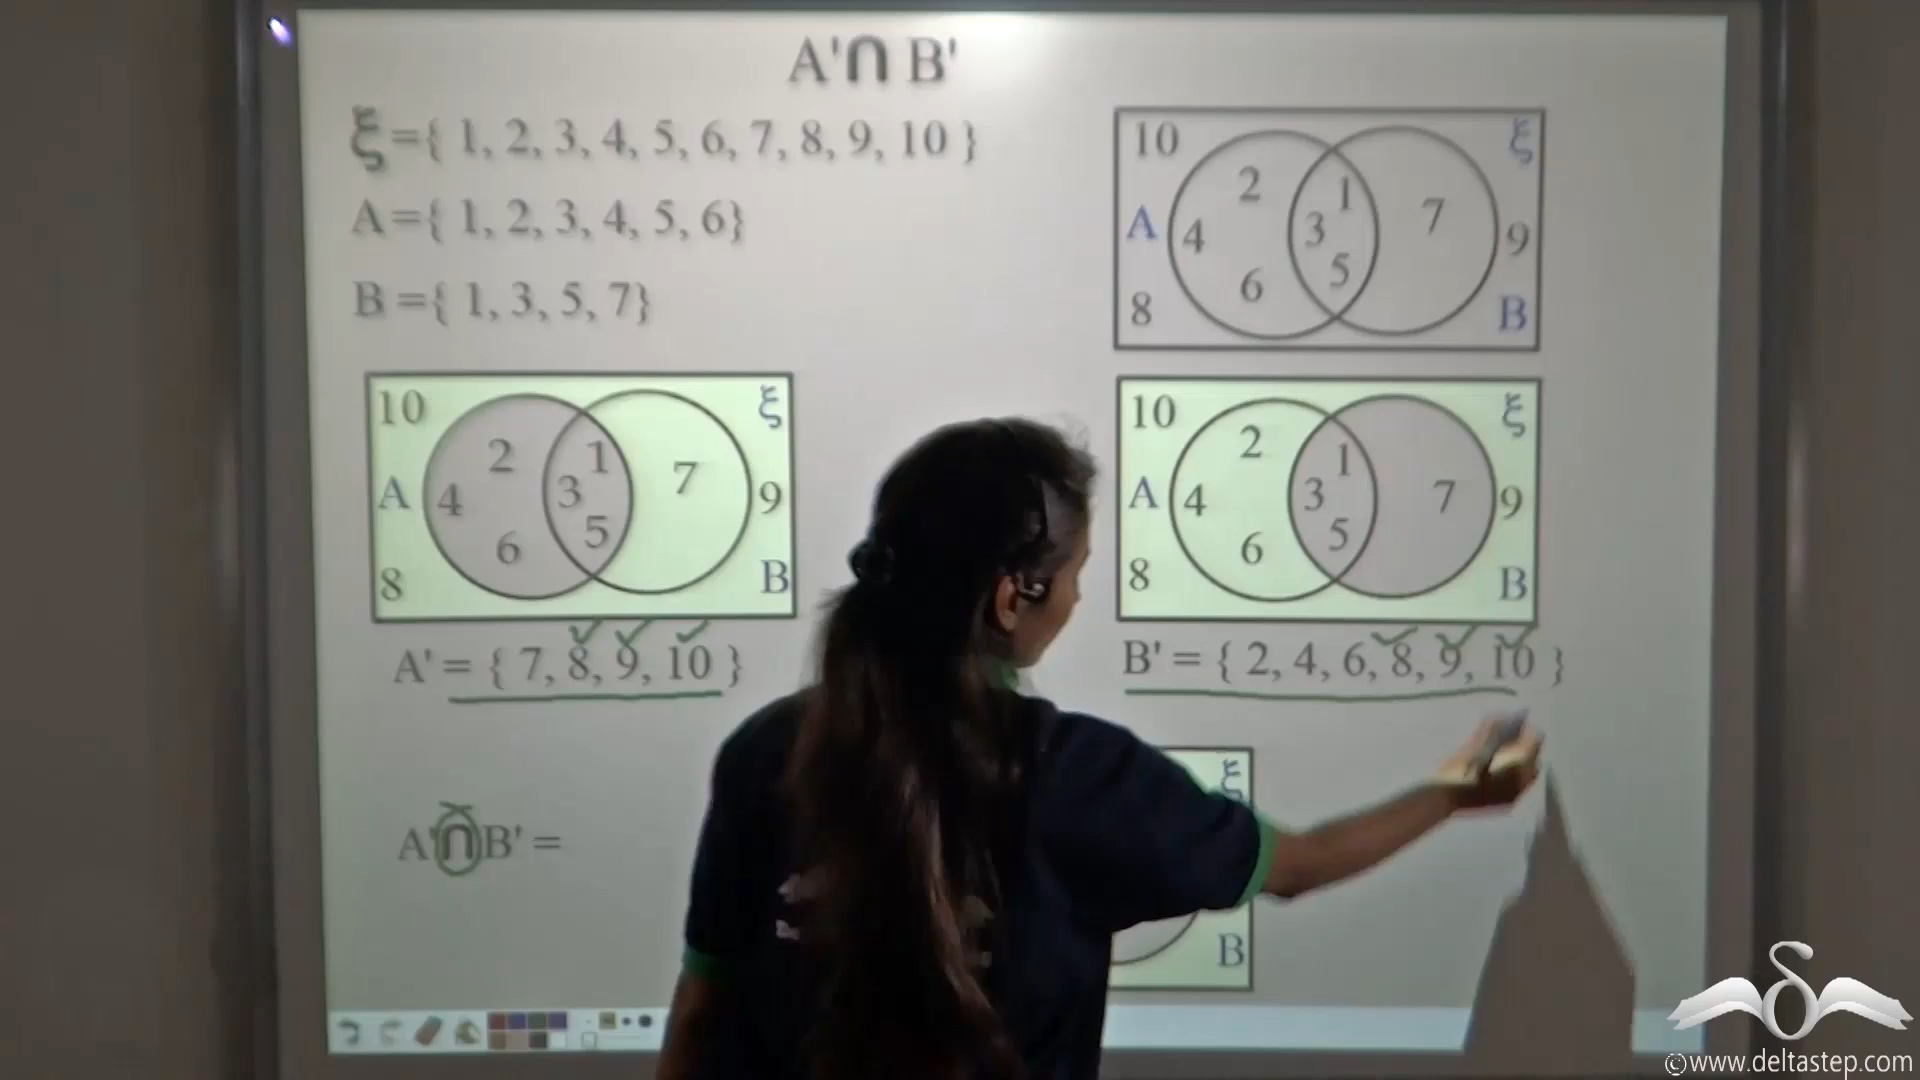 A'∩ B'
ξ={ 1, 2, 3, 4, 5, 6, 7, 8, 9, 10 }
A={ 1, 2, 3, 4, 5, 6}
B ={ 1, 3, 5, 7}
10 ξ
2 1 7
A 4 3 9
6 5
8 B
10 ξ
2 1 7
A 4 3 9
6 5
8 B
A' = { 7, 8, 9, 10 }
10 ξ
2 1
A 4 3 7 9
6 5
8 B
B' = { 2, 4, 6, 8, 9, 10 }
A'∩B' =
ξ
B
©www.deltastep.com